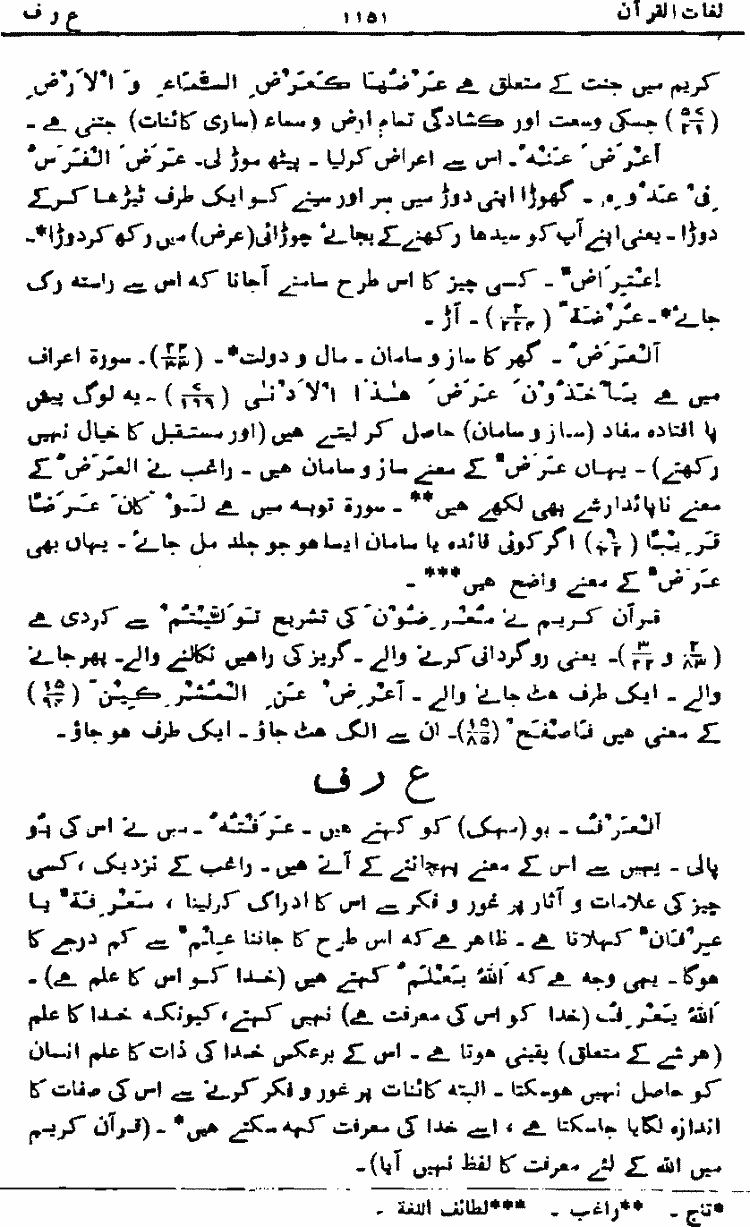 لغات القرآن ۱۱۵۱ ع ر ف
کریم میں جنت کے متعلق ہے عَرْضُهَا كَعَرْضِ السَّمَاءِ وَ الْاَرْضِ
(۵۷/۲۱) جسکی وسعت اور کشادگی تمام ارض و سماء (ساری کائنات) جتنی ہے ۔
اَعْرَضَ عَنْهُ ۔ اس سے اعراض کرلیا ۔ پیٹھ موڑ لی۔ عَرَضَ الْفَرَسُ
فِیْ عَدْوِہٖ ۔ گھوڑا اپنی دوڑ میں سر اور سینے کو ایک طرف ٹیڑھا کرکے
دوڑا ۔ یعنی اپنے آپ کو سیدھا رکھنے کے بجائے چوڑائی (عرض) میں رکھ کر دوڑا*۔
اِعْتِرَاضٌ ۔ کسی چیز کا اس طرح سامنے آجانا کہ اس سے راستہ رک
جائے* ۔ عُرْضَةً (۲/۲۲۴) ۔ آڑ ۔
اَلْعَرَضُ ۔ گھر کا ساز و سامان ۔ مال و دولت* ۔ (۲۴/۳۳)۔ سورۃ اعراف
میں ہے يَاْخُذُوْنَ عَرَضَ هٰذَا الْاَدْنٰى (۷/۱۶۹) ۔ یہ لوگ پیش
پا افتادہ مفاد (ساز و سامان) حاصل کر لیتے ہیں (اور مستقبل کا خیال نہیں
رکھتے) ۔ یہاں عَرَضٌ کے معنے ساز و سامان ہیں ۔ راغب نے العَرَضُ کے
معنے ناپائدار شے بھی لکھے ہیں** ۔ سورۃ توبہ میں ہے لَوْ كَانَ عَرَضًا
قَرِيْبًا (۹/۴۲) اگر کوئی فائدہ یا سامان ایسا ہو جو جلد مل جائے ۔ یہاں بھی
عَرَضٌ کے معنے واضح ہیں*** ۔
قرآن کریم نے مُعْرِضُوْنَ کی تشریح تَوَلَّيْتُمْ سے کردی ہے
(۲/۸۳ و ۳/۲۲)۔ یعنی روگردانی کرنے والے ۔ گریز کی راہیں نکالنے والے۔ پھر جانے
والے ۔ ایک طرف ہٹ جانے والے ۔ اَعْرِضْ عَنِ الْمُشْرِكِيْنَ (۱۵/۹۴)
کے معنی ہیں فَاصْفَحْ (۱۵/۸۵)۔ ان سے الگ ہٹ جاؤ ۔ ایک طرف ہو جاؤ ۔
ع ر ف
اَلْعَرْفُ ۔ بو (مہک) کو کہتے ہیں ۔ عَرَفْتُهُ ۔ میں نے اس کی بُو
پالی ۔ یہیں سے اس کے معنے پہچاننے کے آتے ہیں ۔ راغب کے نزدیک ، کسی
چیز کی علامات و آثار پر غور و فکر سے اس کا ادراک کرلینا ، مَعْرِفَةٌ یا
عِرْفَانٌ کہلاتا ہے ۔ ظاہر ہے کہ اس طرح کا جاننا عِلْمٌ سے کم درجے کا
ہوگا ۔ یہی وجہ ہے کہ اَللهُ يَعْلَمُ کہتے ہیں (خدا کو اس کا علم ہے) ۔
اَللهُ يَعْرِفُ (خدا کو اس کی معرفت ہے) نہیں کہتے، کیونکہ خدا کا علم
(ہر شے کے متعلق) یقینی ہوتا ہے ۔ اس کے برعکس خدا کی ذات کا علم انسان
کو حاصل نہیں ہوسکتا ۔ البتہ کائنات پر غور و فکر کرنے سے اس کی صفات کا
اندازہ لگایا جاسکتا ہے ، اسے خدا کی معرفت کہہ سکتے ہیں* ۔ (قرآن کریم
میں اللہ کے لئے معرفت کا لفظ نہیں آیا)۔
*تاج ۔ **راغب ۔ ***لطائف اللغۃ ۔